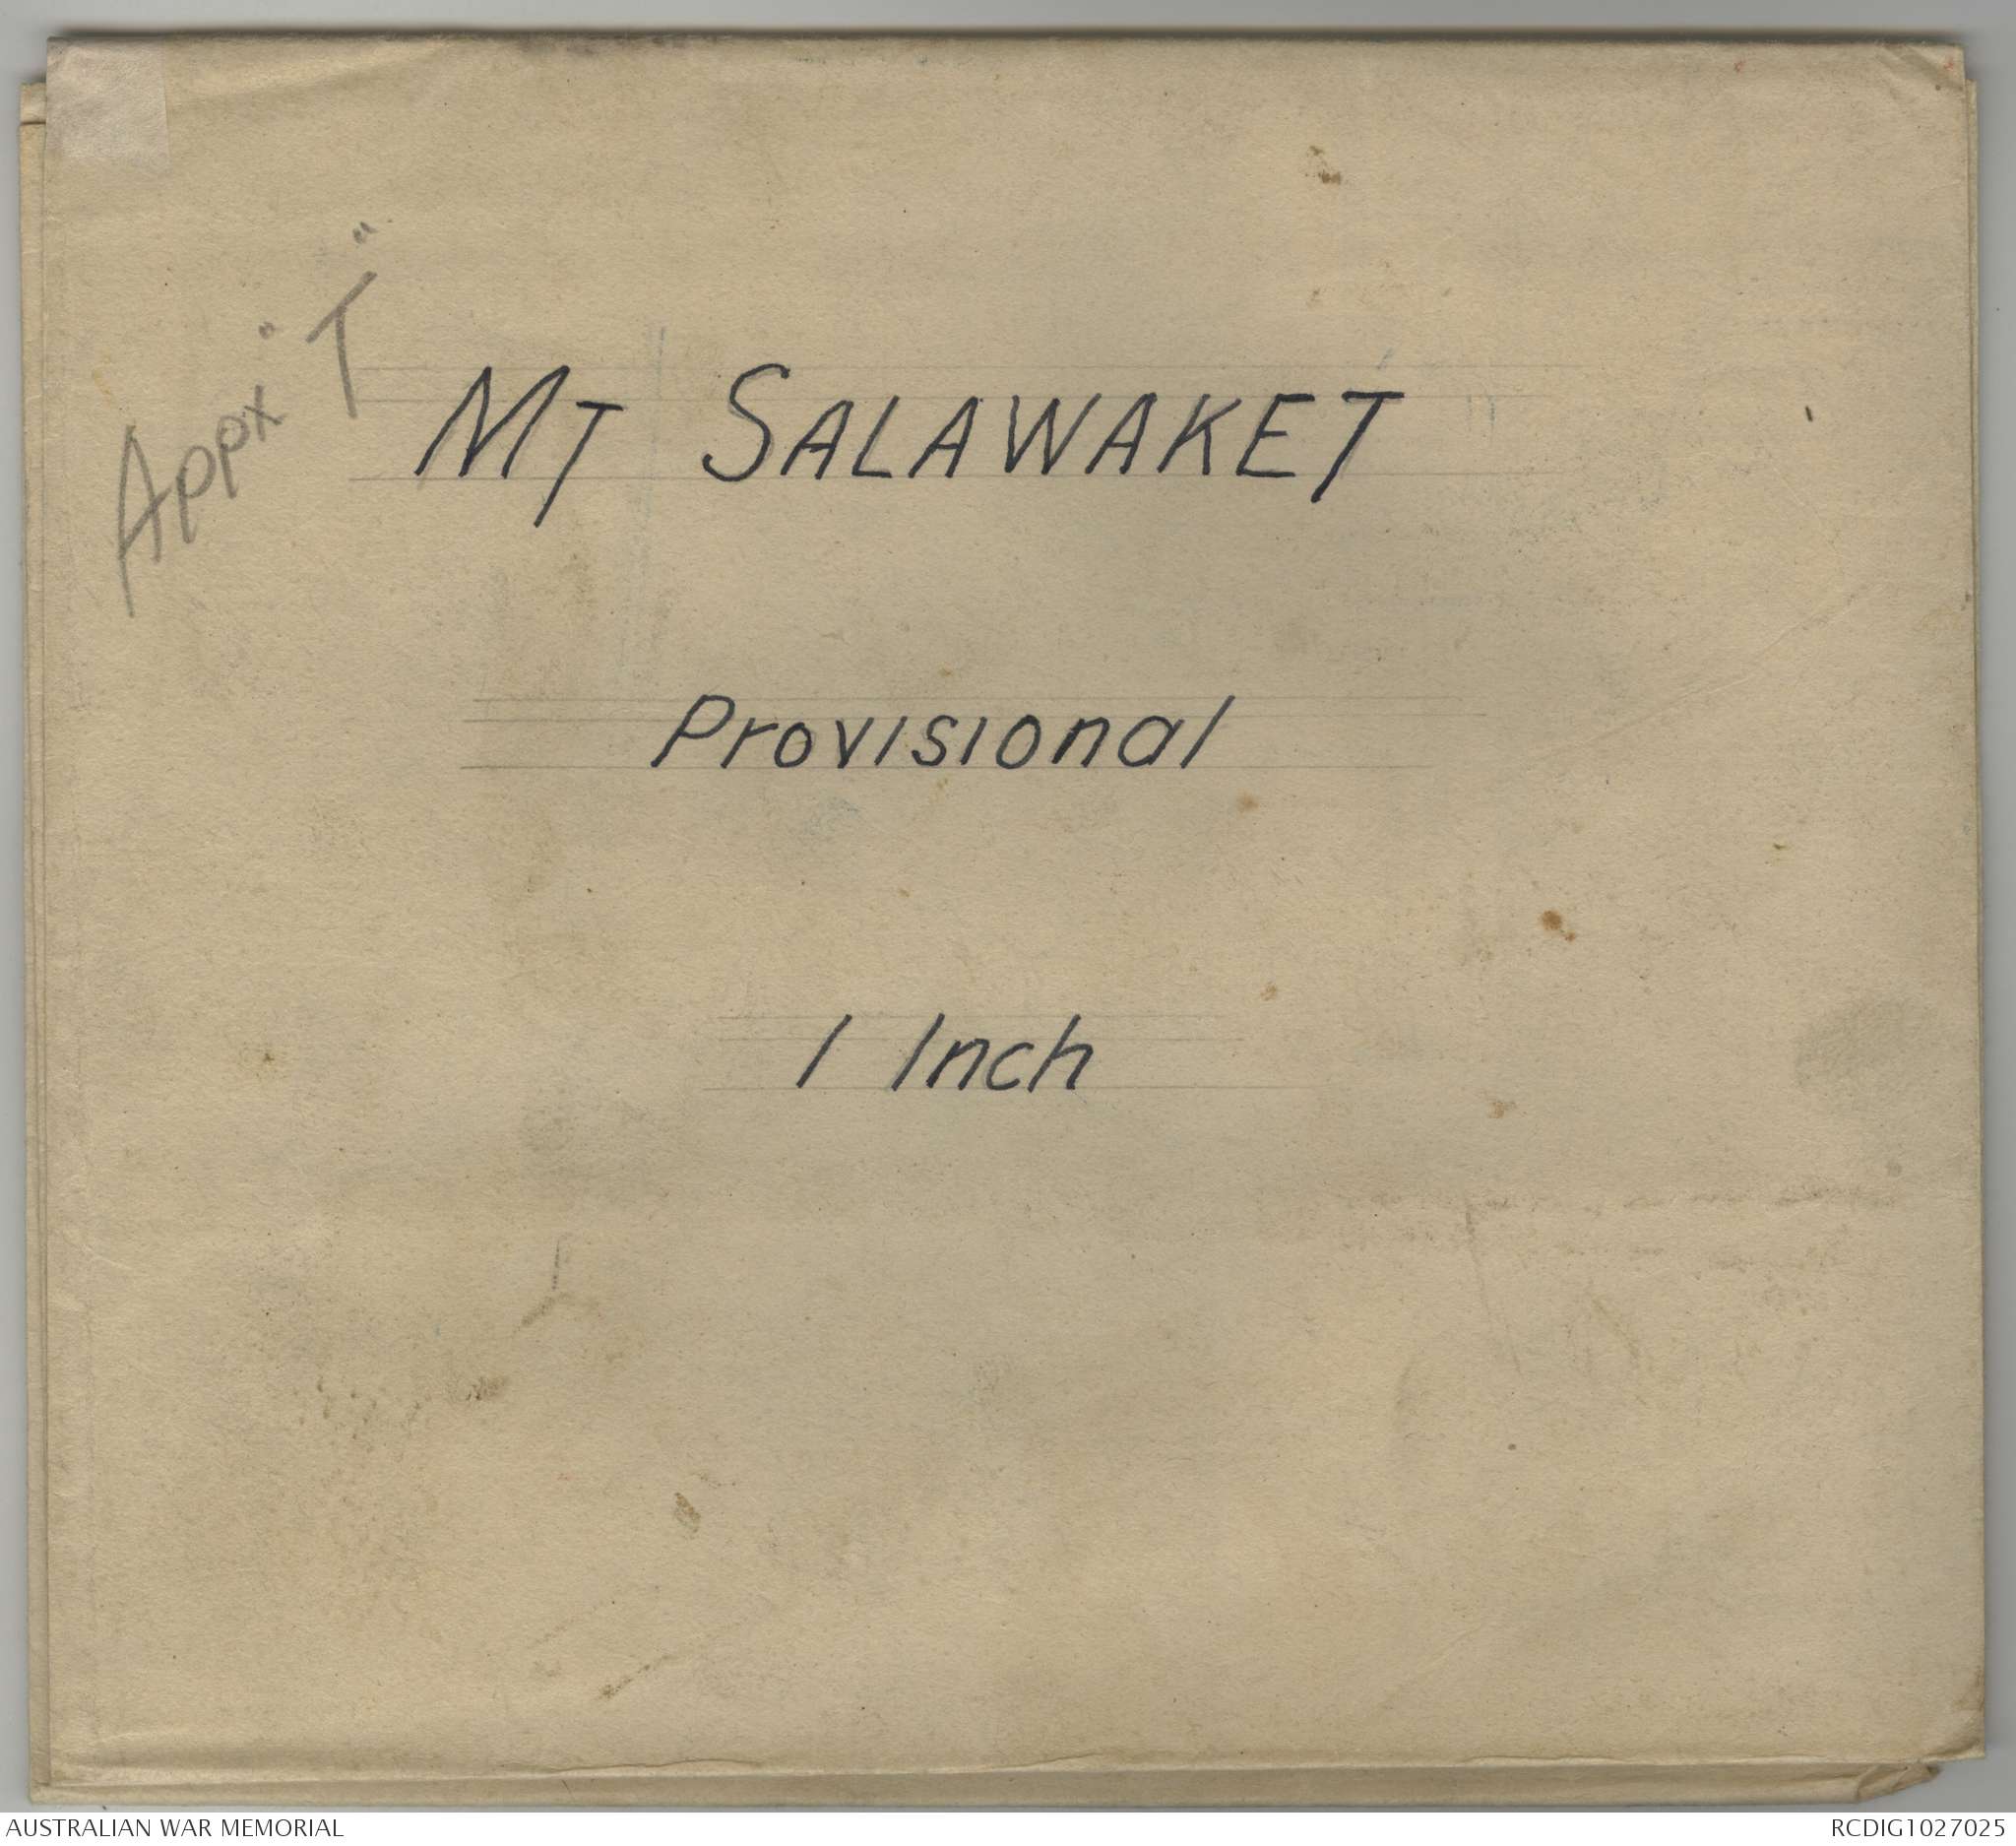 Appx "T"
MT SALAWAKET
Provisional
1 Inch
AUSTRALIAN WAR MEMORIAL
RCDIG1027025